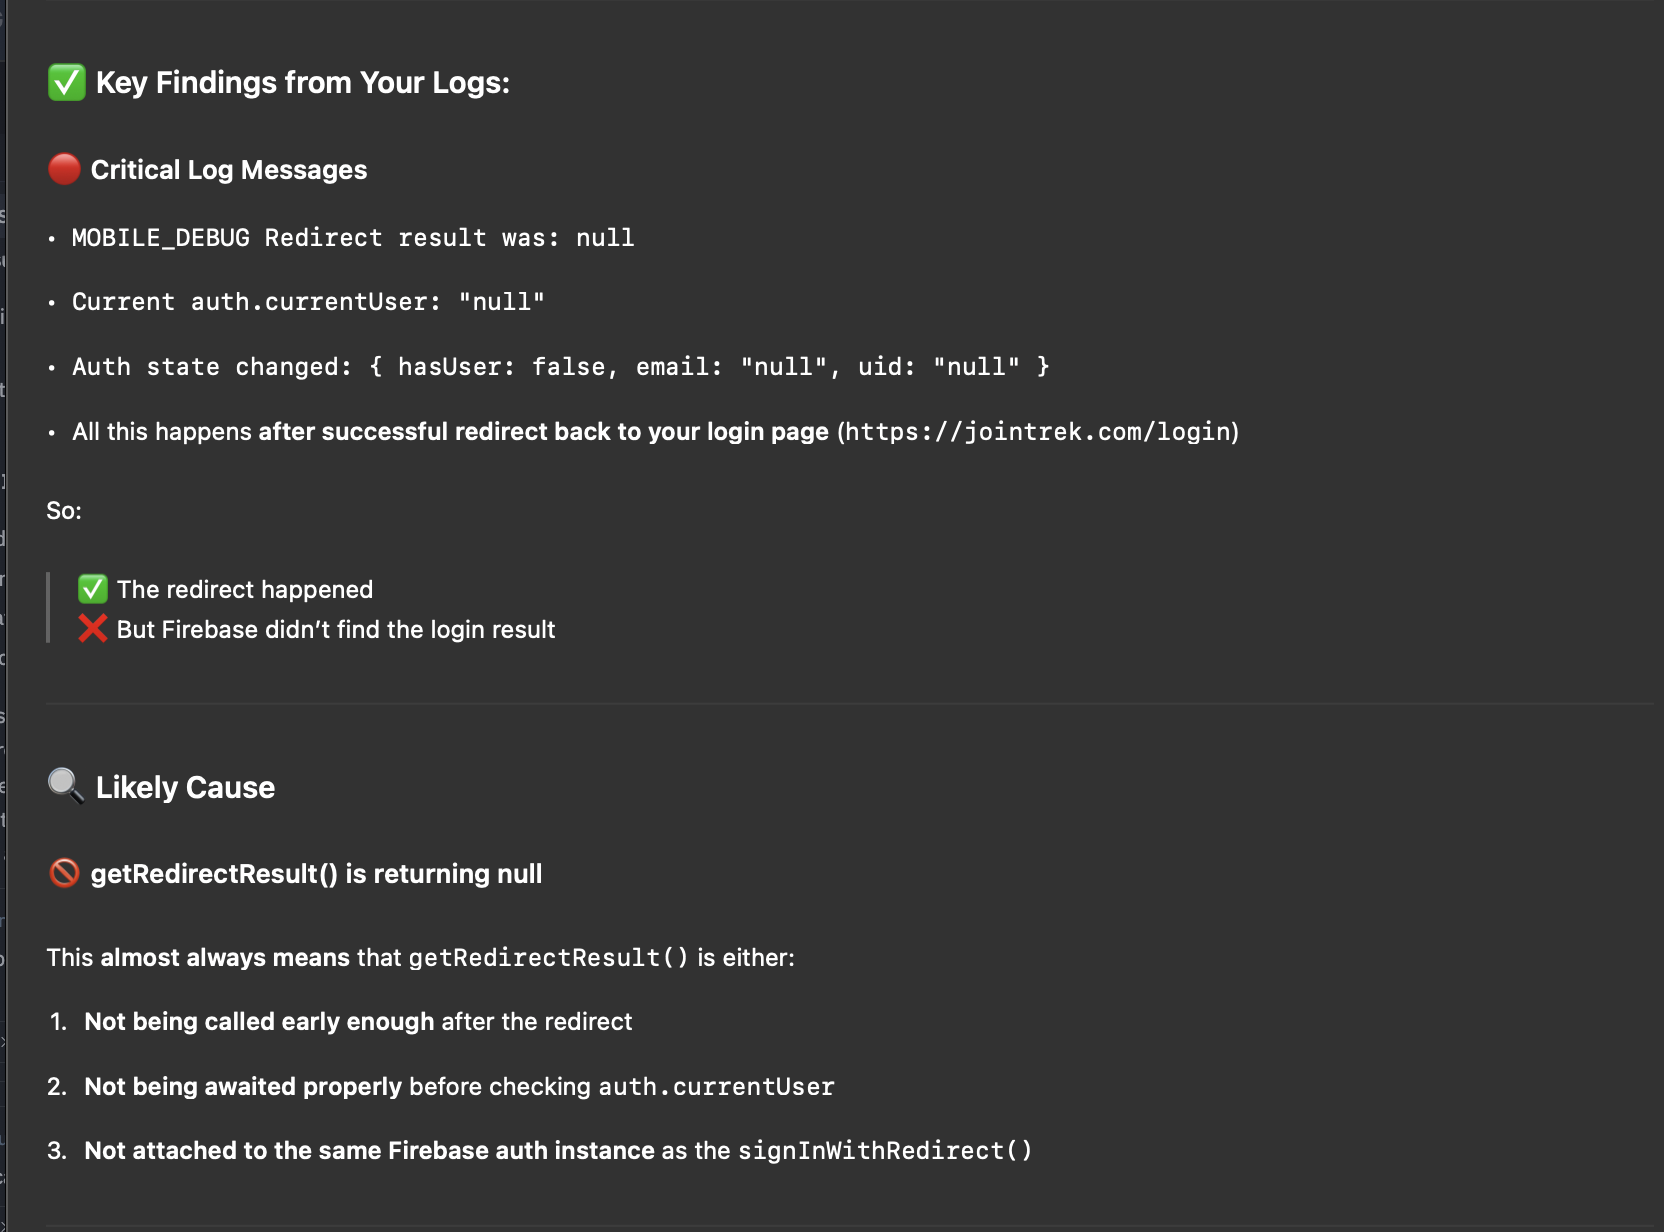 ✅ Key Findings from Your Logs:
🔴 Critical Log Messages
• MOBILE_DEBUG Redirect result was: null
• Current auth.currentUser: "null"
• Auth state changed: { hasUser: false, email: "null", uid: "null" }
• All this happens after successful redirect back to your login page (https://jointrek.com/login)
So:
✅ The redirect happened
❌ But Firebase didn’t find the login result
🔍 Likely Cause
🚫 getRedirectResult() is returning null
This almost always means that getRedirectResult() is either:
1. Not being called early enough after the redirect
2. Not being awaited properly before checking auth.currentUser
3. Not attached to the same Firebase auth instance as the signInWithRedirect()